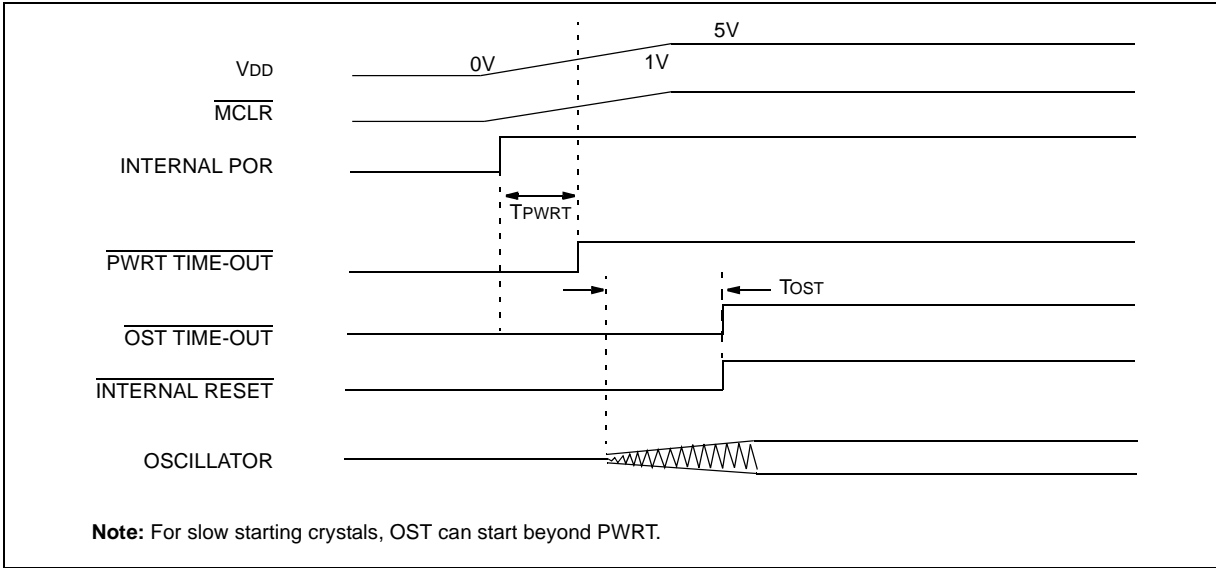 5V
VDD 0V 1V
MCLR
INTERNAL POR
TPWRT
PWRT TIME-OUT
TOST
OST TIME-OUT
INTERNAL RESET
OSCILLATOR
Note: For slow starting crystals, OST can start beyond PWRT.